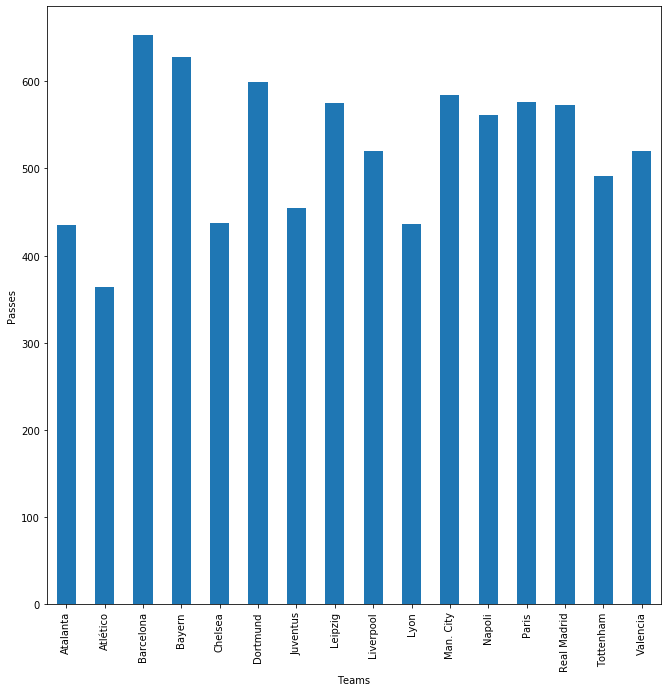 600
500
400
300
200
100
0
Passes
Atalanta
Atlético
Barcelona
Bayern
Chelsea
Dortmund
Juventus
Leipzig
Liverpool
Lyon
Man. City
Napoli
Paris
Real Madrid
Tottenham
Valencia
Teams